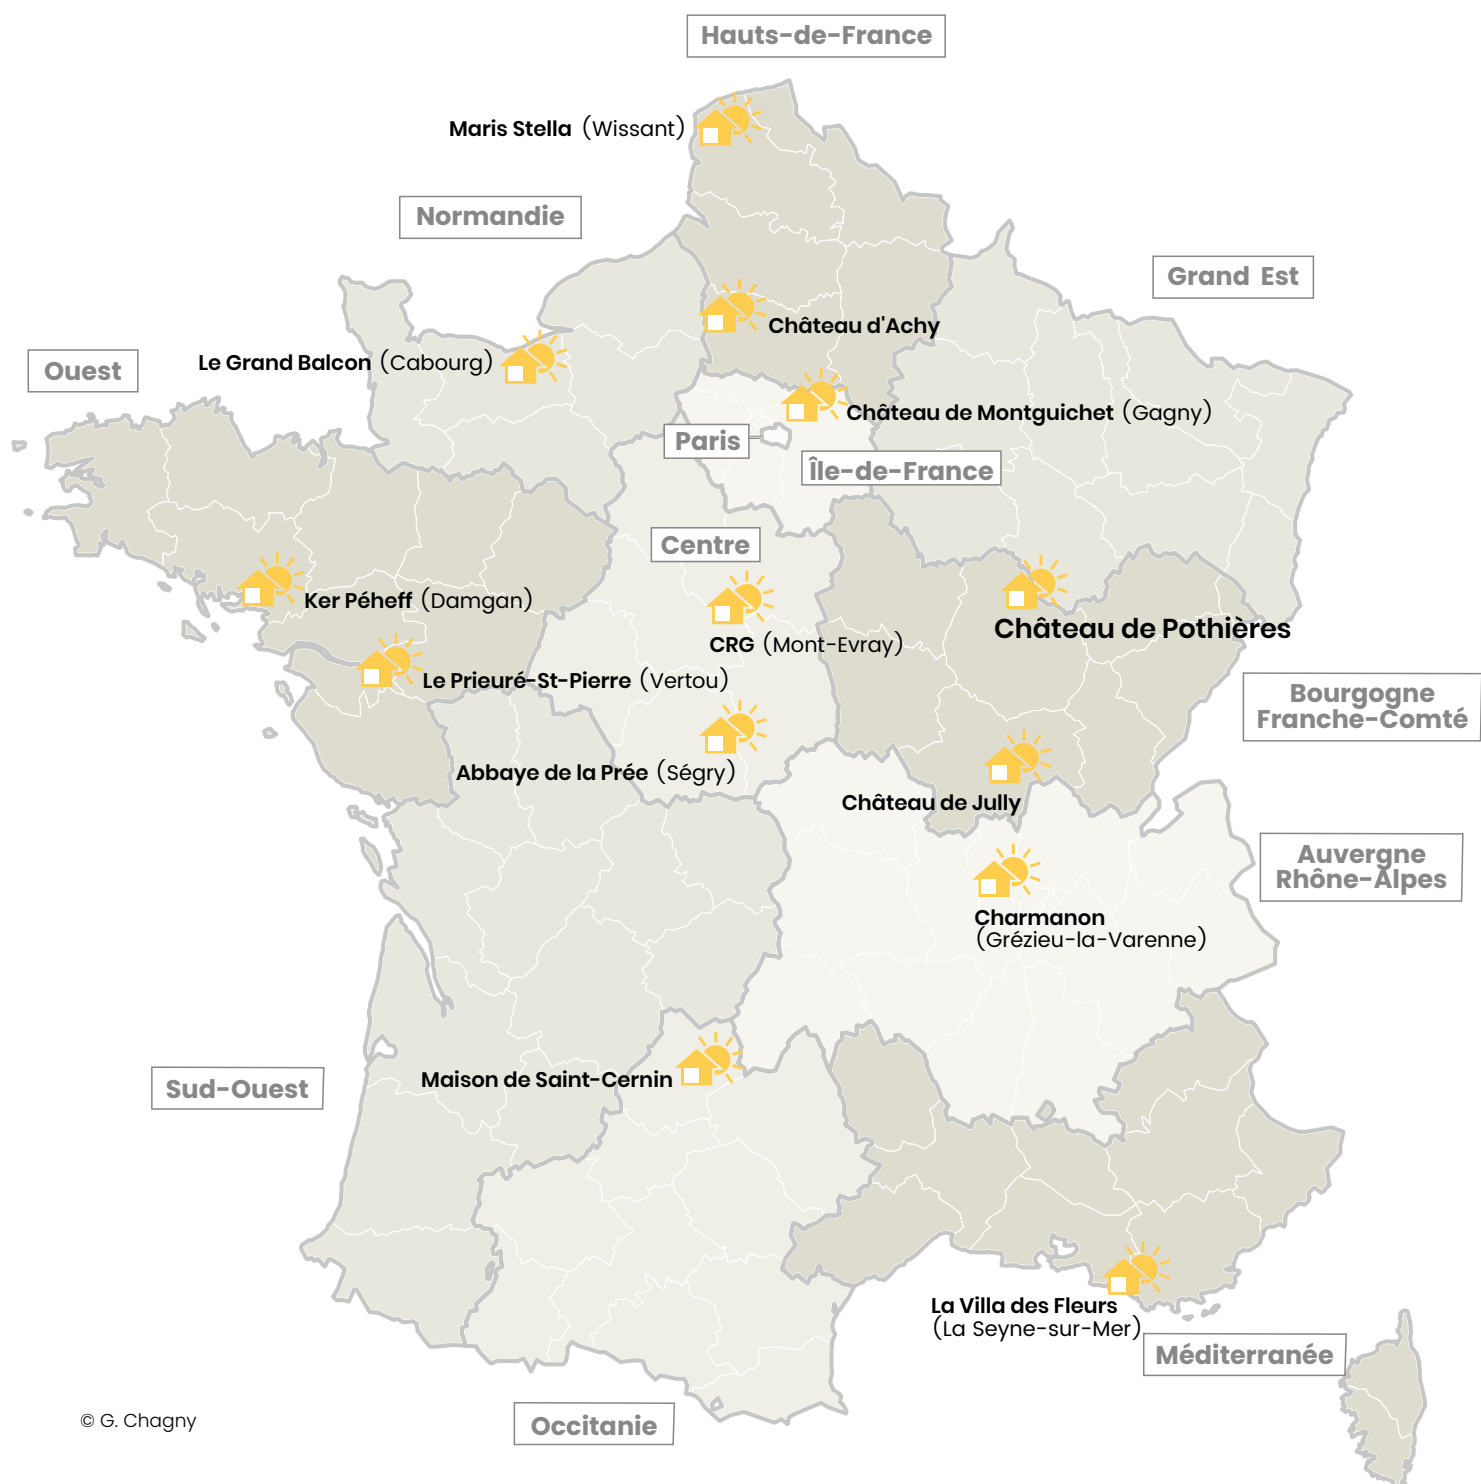 Hauts-de-France
Maris Stella (Wissant)
Normandie
Grand Est
Château d'Achy
Le Grand Balcon (Cabourg)
Ouest
Château de Montguichet (Gagny)
Paris
Île-de-France
Centre
Ker Péheff (Damgan)
Château de Pothières
CRG (Mont-Evray)
Le Prieuré-St-Pierre (Vertou)
Bourgogne
Franche-Comté
Abbaye de la Prée (Ségry)
Château de Jully
Auvergne
Rhône-Alpes
Charmanon
(Grézieu-la-Varenne)
Maison de Saint-Cernin
Sud-Ouest
La Villa des Fleurs
(La Seyne-sur-Mer)
Méditerranée
© G. Chagny
Occitanie